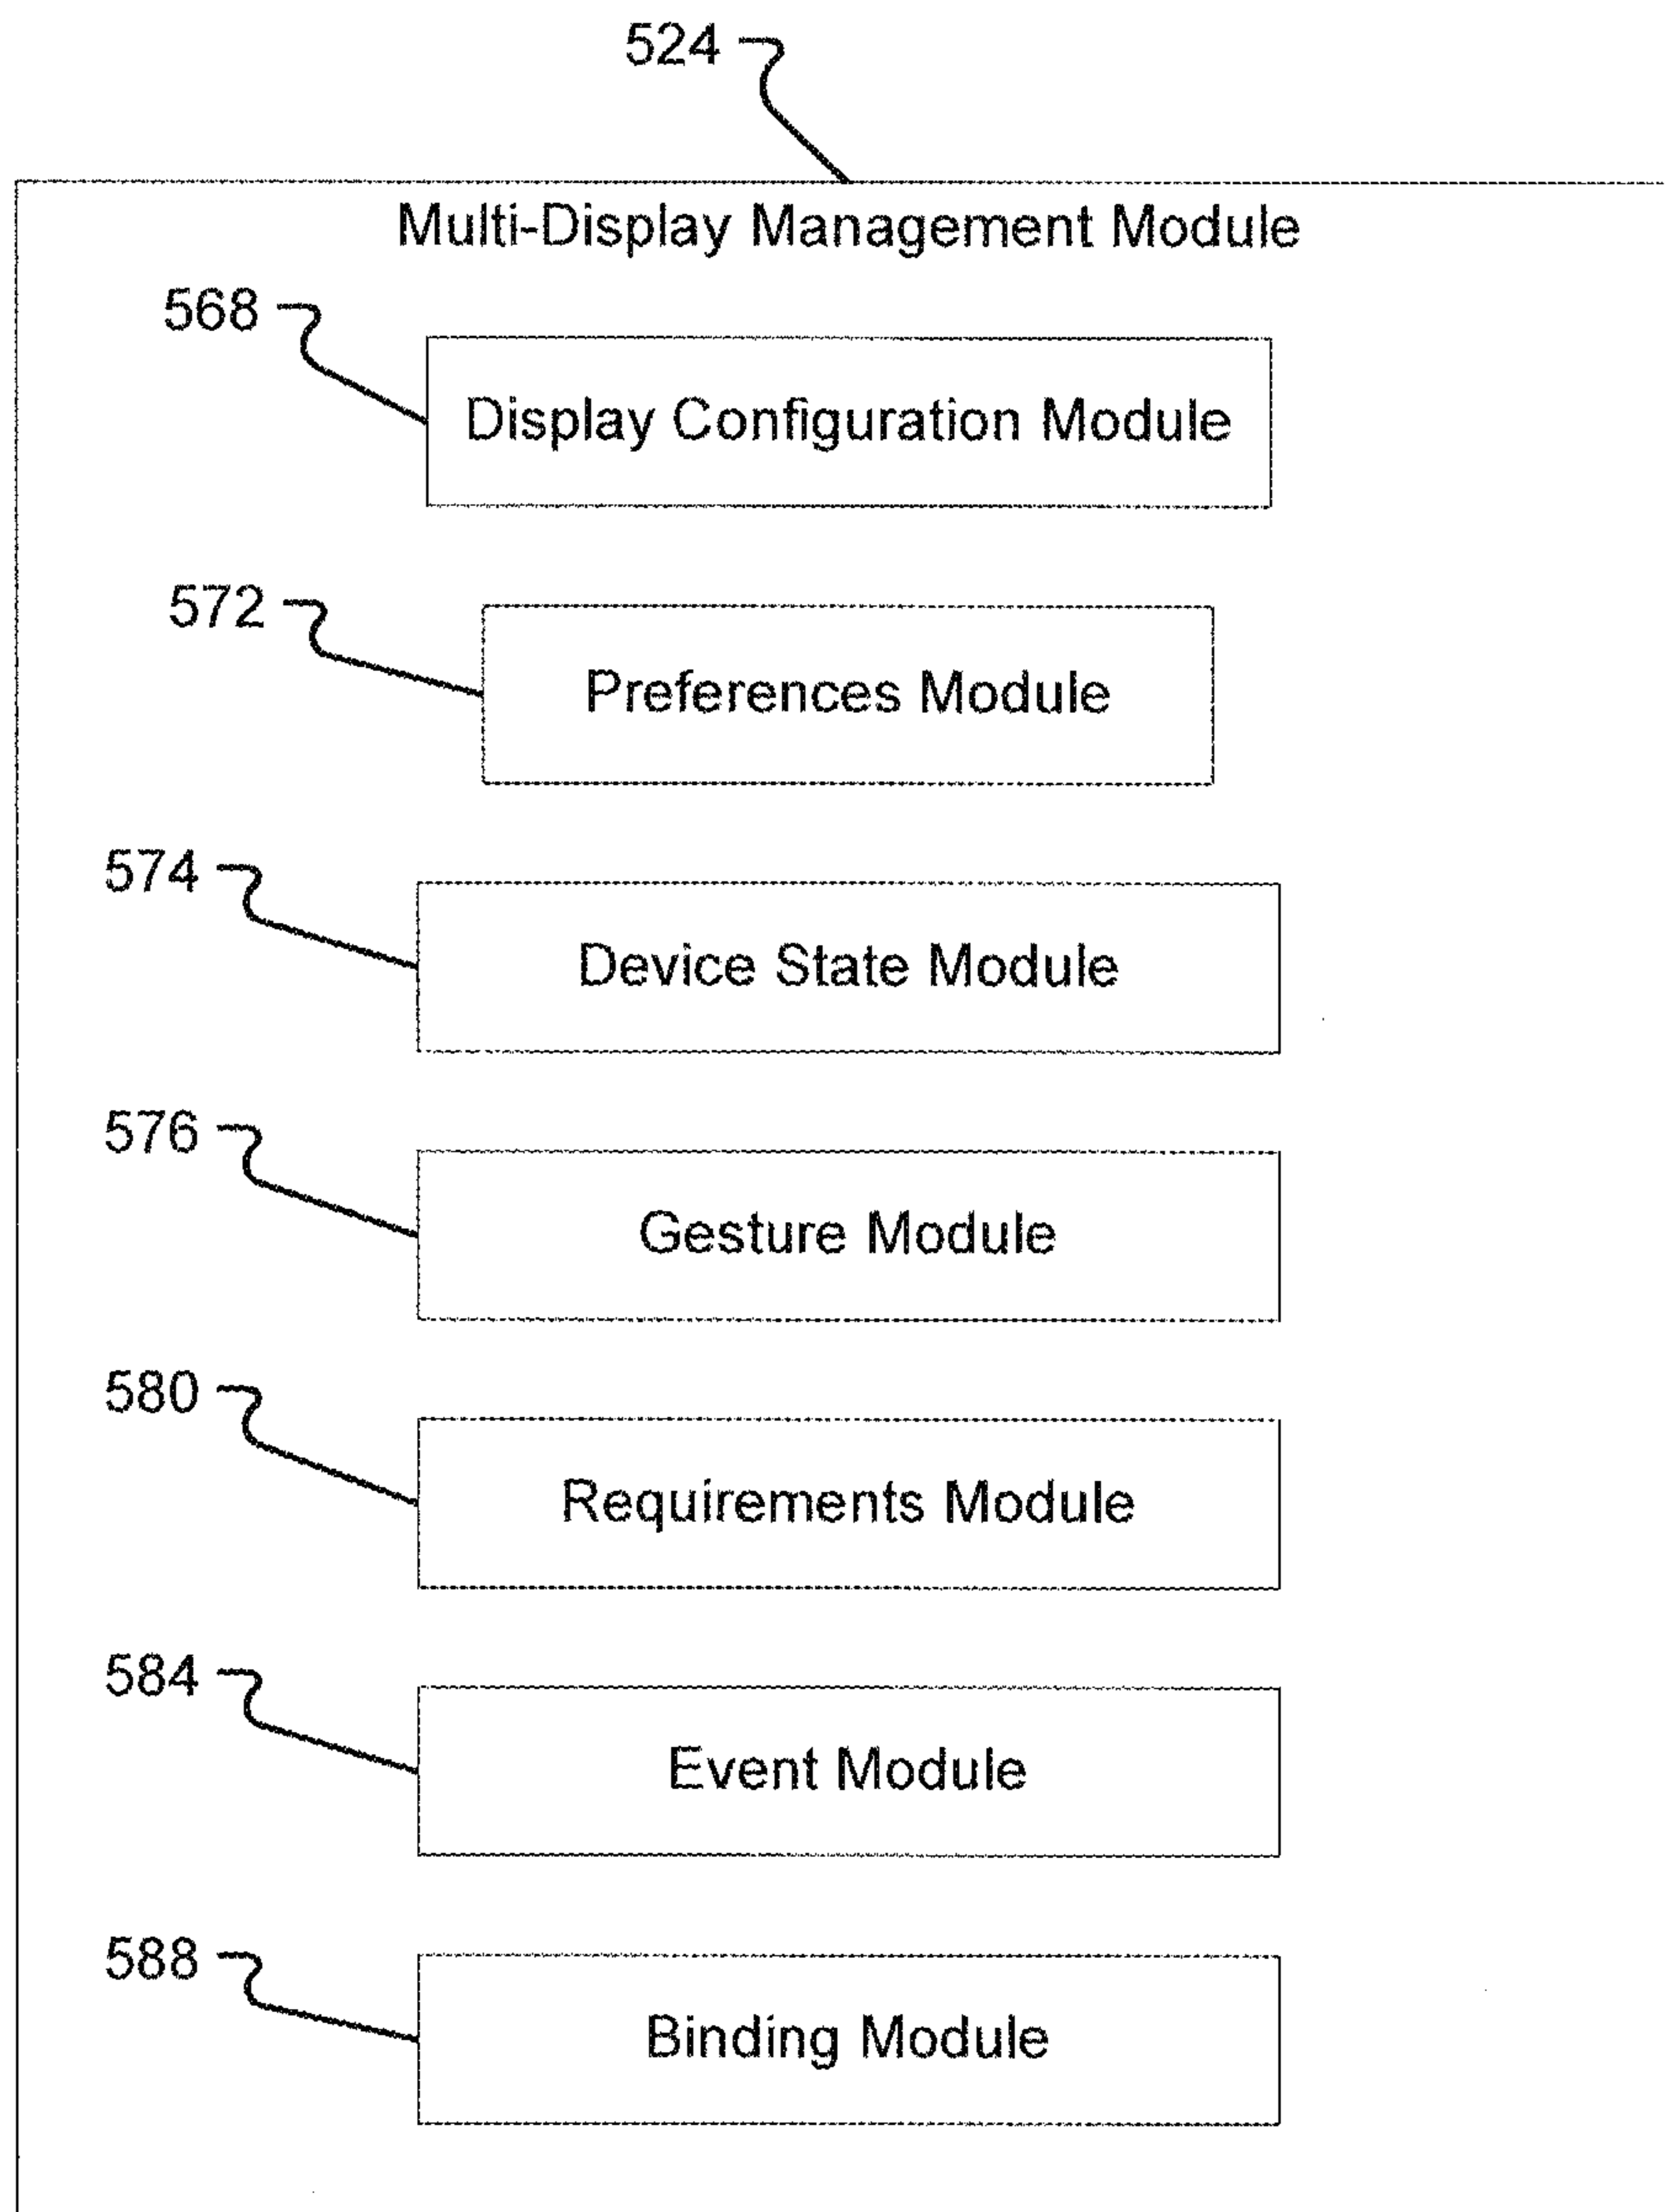 524
Multi-Display Management Module
568
Display Configuration Module
572
Preferences Module
574
Device State Module
576
Gesture Module
580
Requirements Module
584
Event Module
588
Binding Module